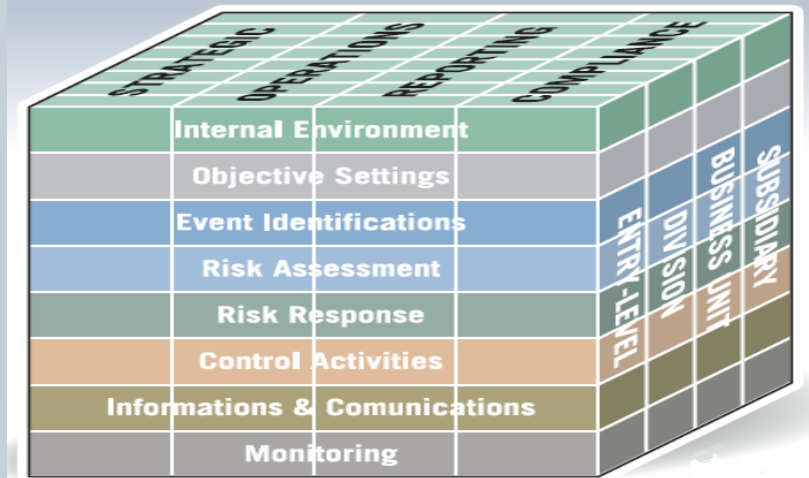 STRATEGIC
OPERATIONS
REPORTING
COMPLIANCE
Internal Environment
Objective Settings
Event Identifications
Risk Assessment
Risk Response
Control Activities
Informations & Comunications
Monitoring
ENTRY-LEVEL
DIVISION
BUSINESS UNIT
SUBSIDIARY